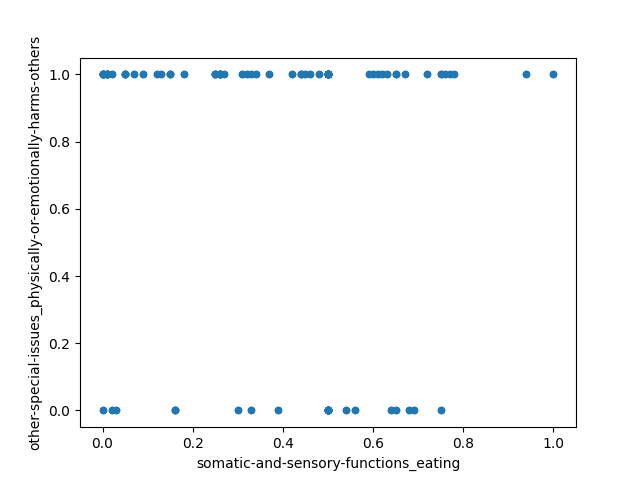 other-special-issues_physically-or-emotionally-harms-others
1.0
0.8
0.6
0.4
0.2
0.0
0.0 0.2 0.4 0.6 0.8 1.0
somatic-and-sensory-functions_eating